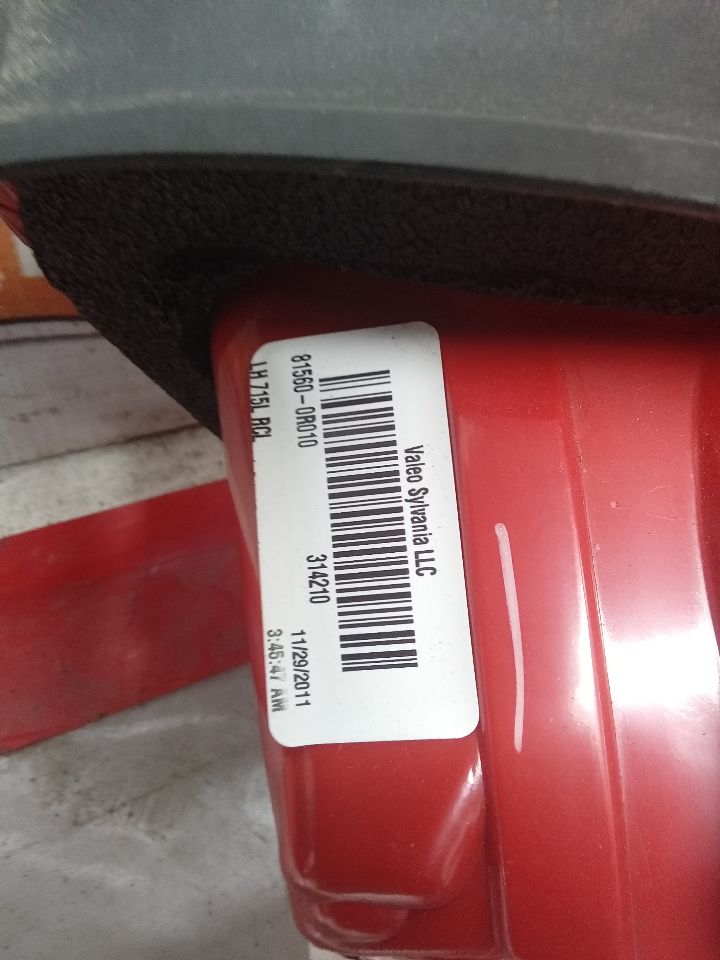 Valeo Sylvania LLC
81560-0R010
314210
11/29/2011
LH 715L RCL
3:45:47 AM